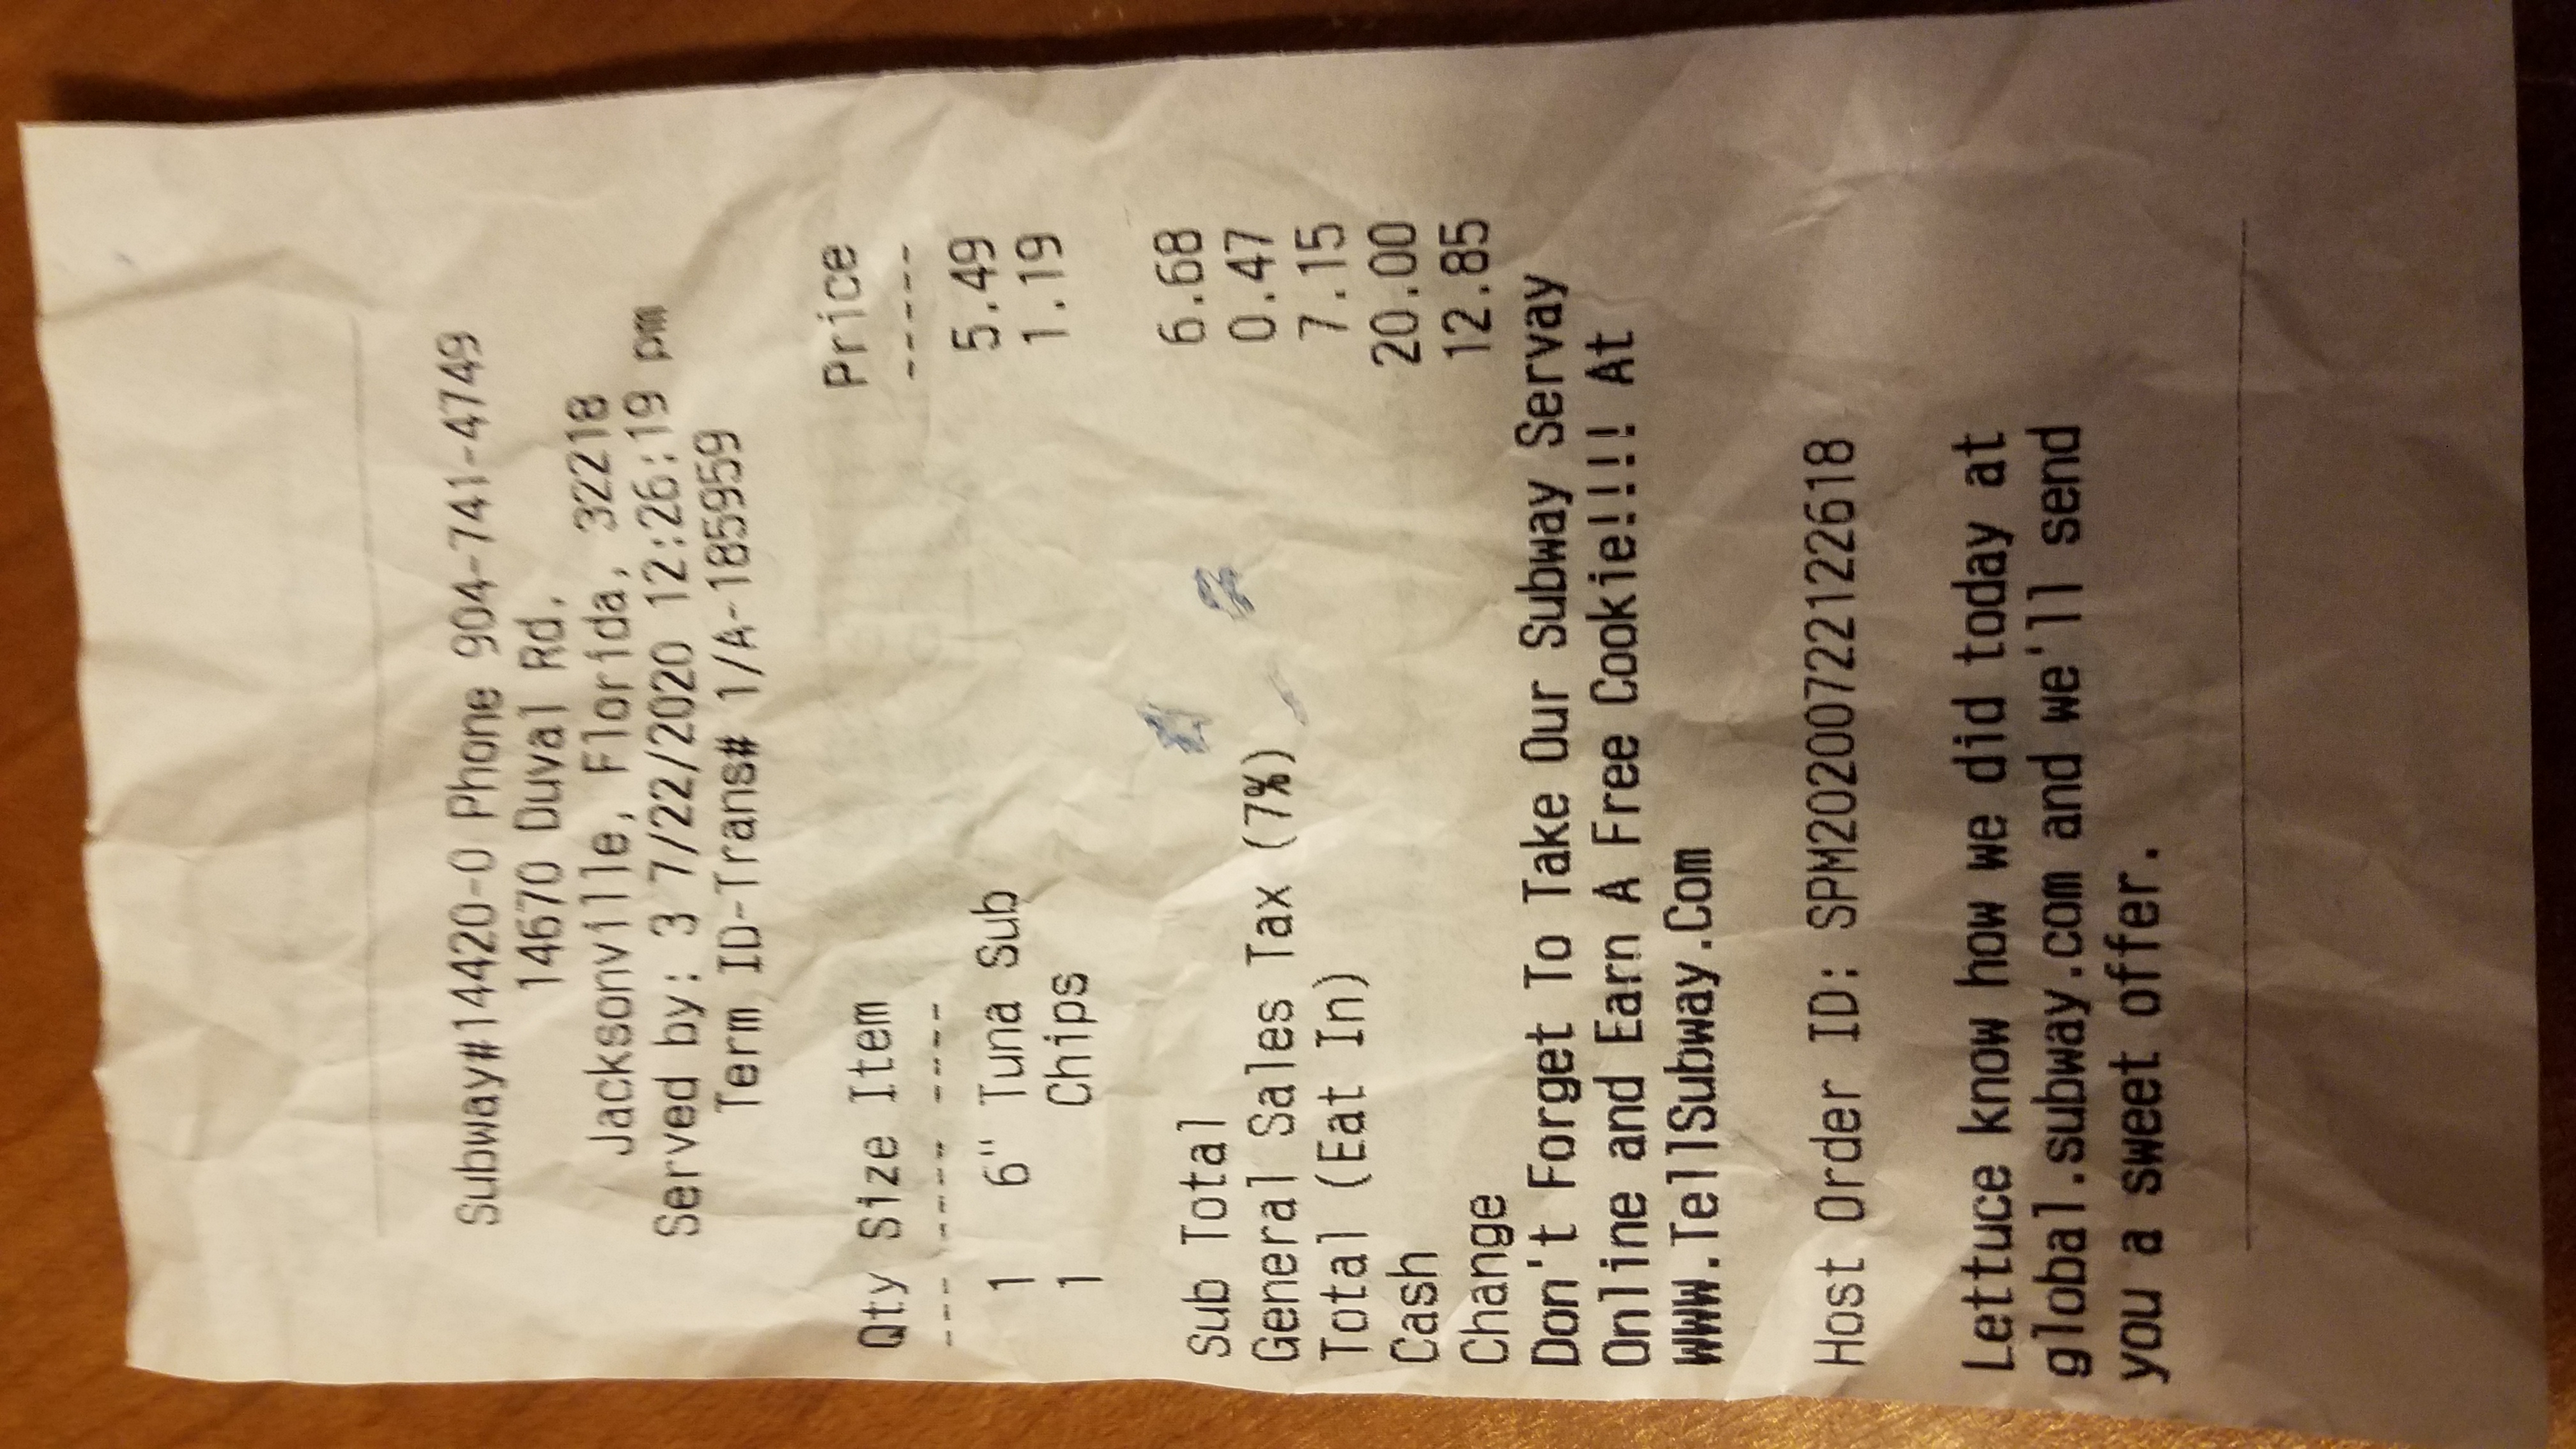 Subway#14420-0 Phone 904-741-4749
14670 Duval Rd,
Jacksonville, Florida, 32218
Served by: 3 7/22/2020 12:26:19 pm
Term ID-Trans# 1/A-1859959
Qty Size Item Price
--- ---- ---- -----
1 6" Tuna Sub 5.49
1 Chips 1.19
Sub Total 6.68
General Sales Tax (7%) 0.47
Total (Eat In) 7.15
Cash 20.00
Change 12.85
Don't Forget To Take Our Subway Servay
Online and Earn A Free Cookie!!!!! At
WWW.TellSubway.Com
Host Order ID: SPM20200722122618
Lettuce know how we did today at
global.subway.com and we'll send
you a sweet offer.